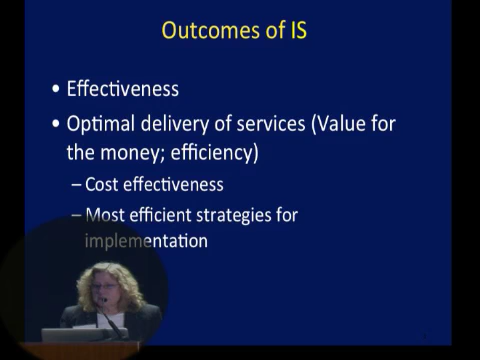 Outcomes of IS
• Effectiveness
• Optimal delivery of services (Value for
the money; efficiency)
– Cost effectiveness
– Most efficient strategies for
implementation